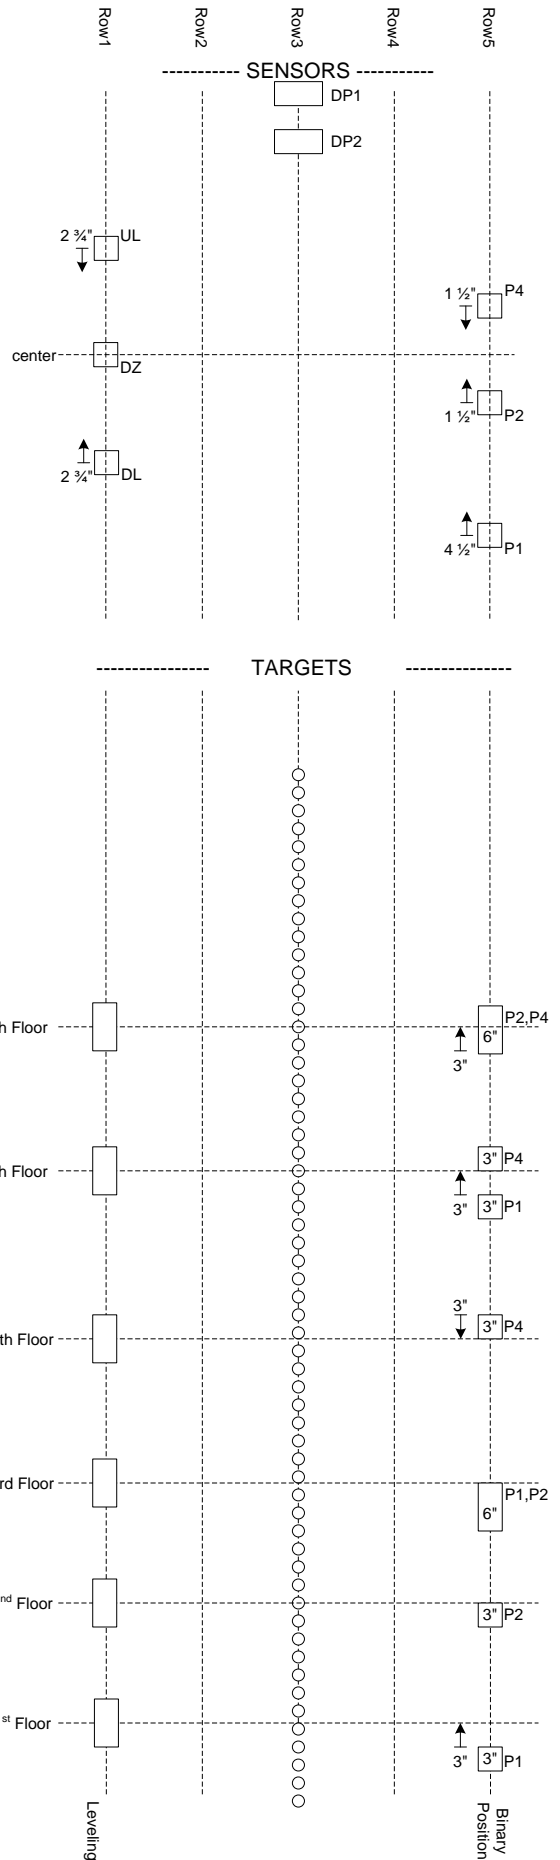 Row1
Row2
Row3
Row4
Row5
---------- SENSORS ----------
DP1
DP2
2 ¾"
UL
1 ½"
P4
center
DZ
1 ½"
P2
2 ¾"
DL
4 ½"
P1
TARGETS
h Floor
P2,P4
6"
3"
h Floor
3" P4
3"
3" P1
3"
th Floor
3" P4
rd Floor
P1,P2
6"
nd Floor
3" P2
st Floor
3"
3" P1
Leveling
Binary
Position